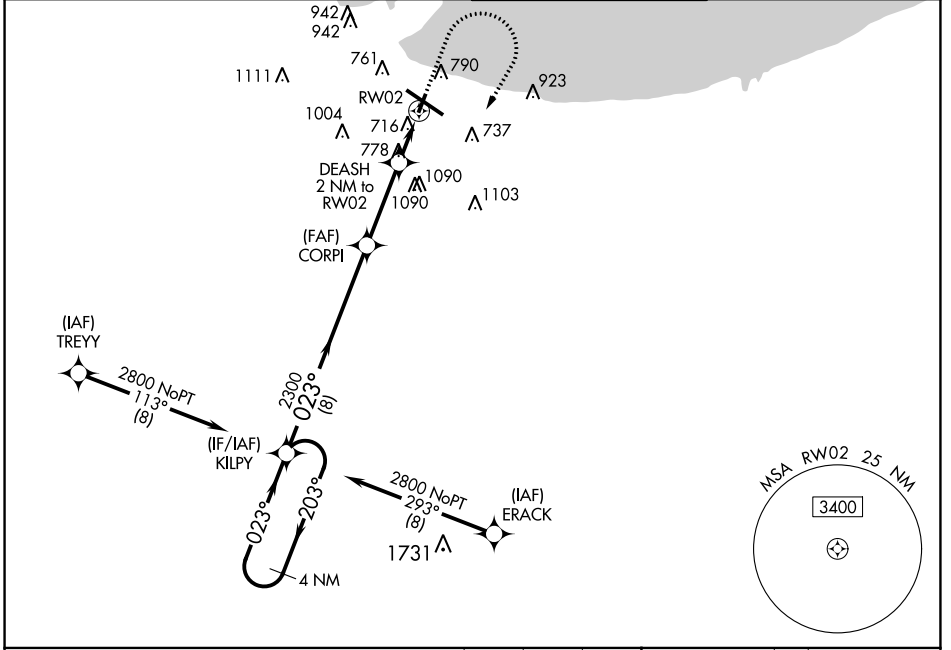 942
942
761
790
1111
923
RW02
1004
716
737
778
DEASH
2 NM to
RW02
1090
1090
1103
(FAF)
CORPI
(IAF)
TREYY
2800 NoPT
113°
(8)
2300
023°
(8)
(IF/IAF)
KILPY
023°
203°
4 NM
2800 NoPT
293°
(8)
(IAF)
ERACK
1731
MSA RW02 25 NM
3400